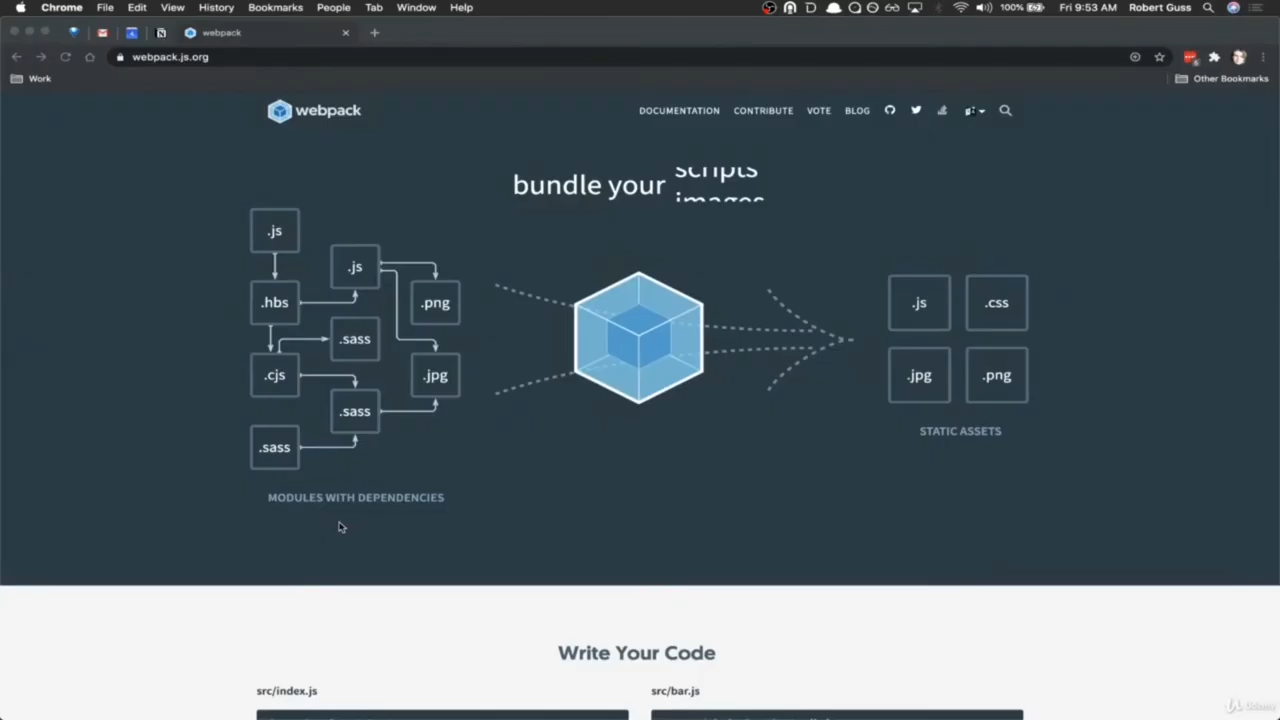 Chrome File Edit View History Bookmarks People Tab Window Help 100% Fri 9:53 AM Robert Guss
webpack
webpack.js.org
Work Other Bookmarks
webpack DOCUMENTATION CONTRIBUTE VOTE BLOG
scripts
bundle your
images
.js
.js
.hbs .png
.sass
.cjs .jpg
.sass
.sass
MODULES WITH DEPENDENCIES
.js .css
.jpg .png
STATIC ASSETS
Write Your Code
src/index.js src/bar.js
Udemy